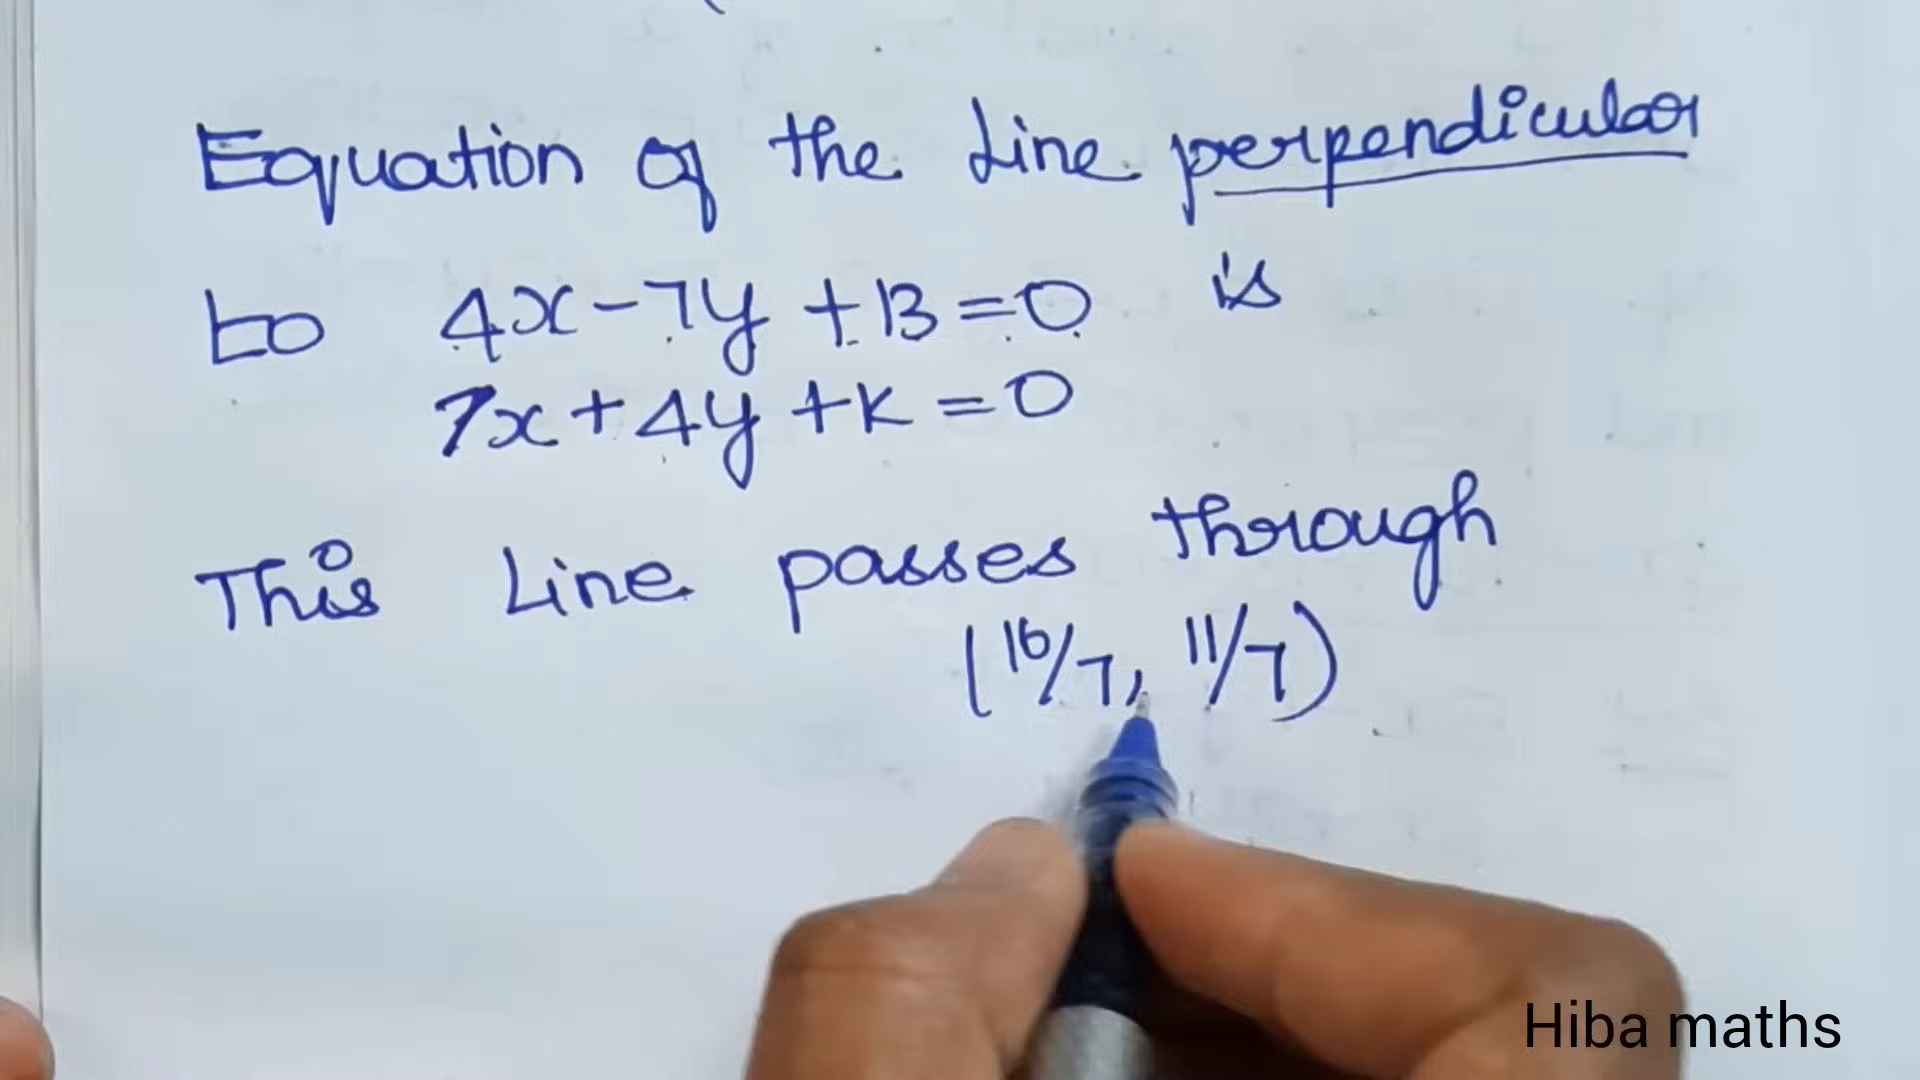 Equation of the Line perpendicular
to 4x-7y+13=0 is
7x+4y+k=0
This Line passes through
(16/7, 11/7)
Hiba maths